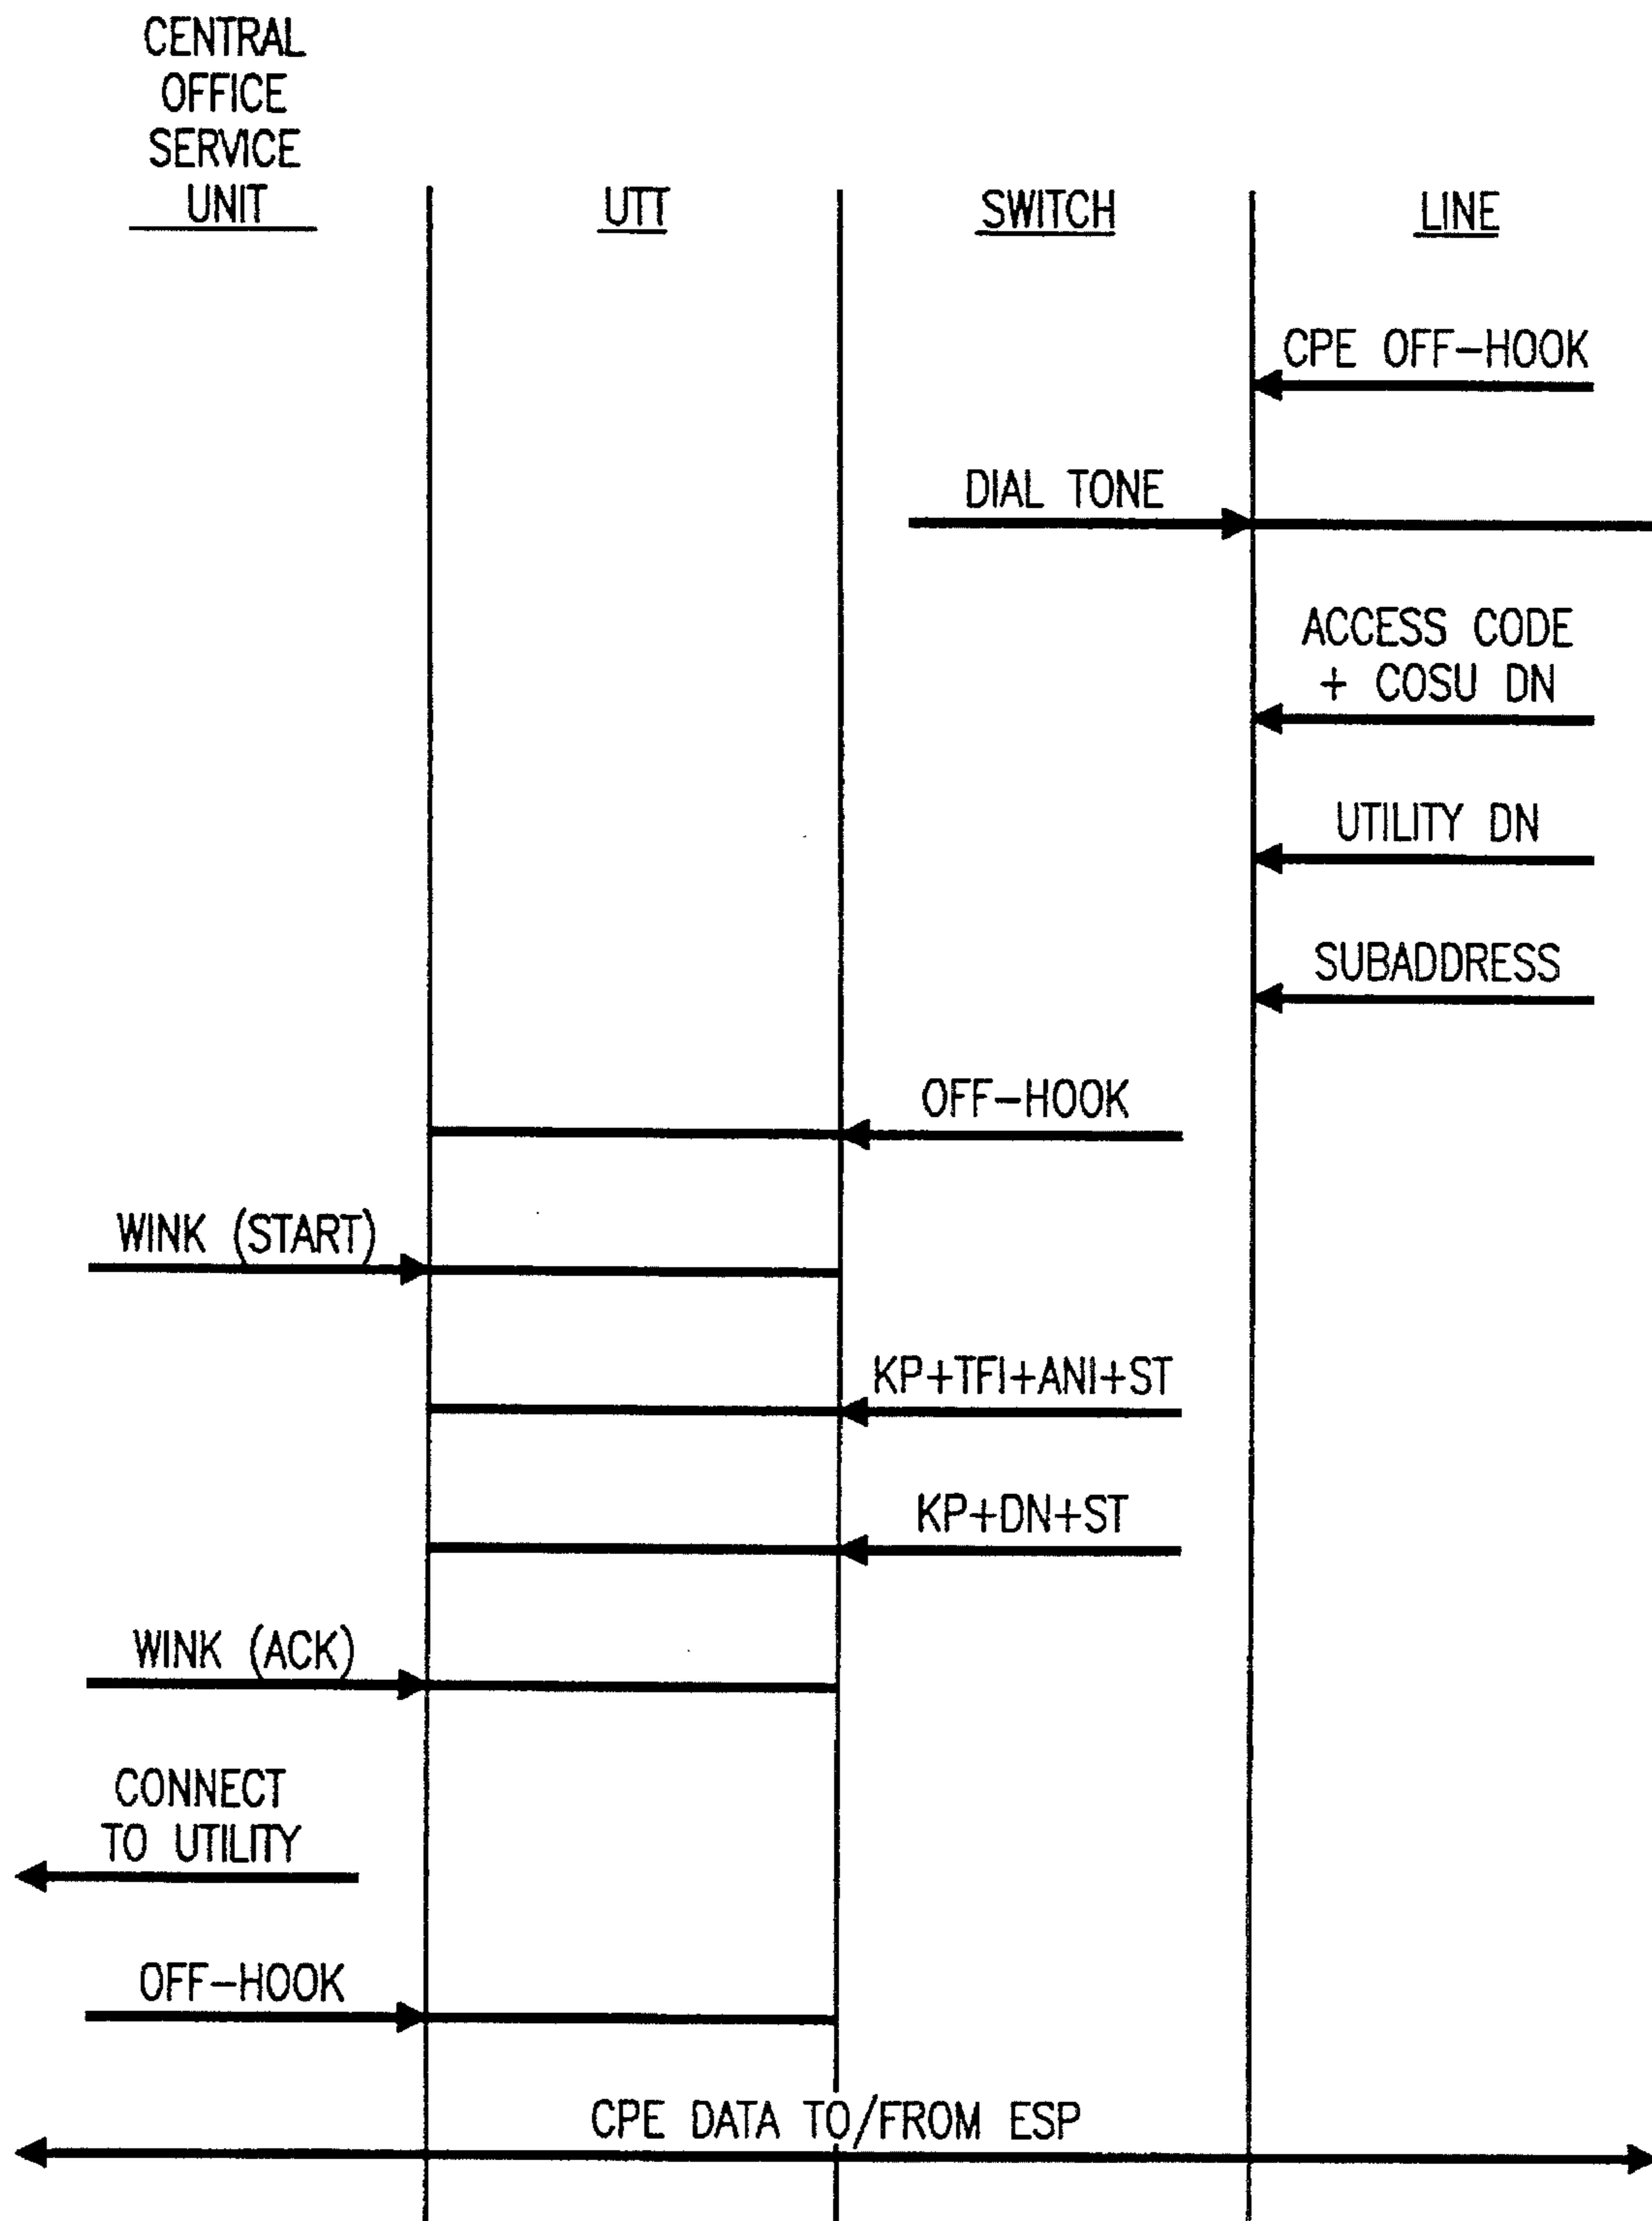 CENTRAL
OFFICE
SERVICE
UNIT
UTT
SWITCH
LINE
CPE OFF-HOOK
DIAL TONE
ACCESS CODE
+ COSU DN
UTILITY DN
SUBADDRESS
OFF-HOOK
WINK (START)
KP+TFI+ANI+ST
KP+DN+ST
WINK (ACK)
CONNECT
TO UTILITY
OFF-HOOK
CPE DATA TO/FROM ESP